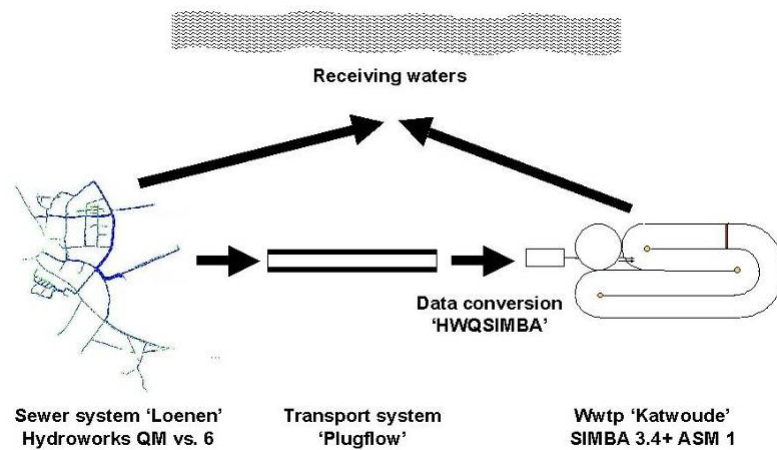 Receiving waters
Data conversion
‘HWQSIMBA’
Sewer system ‘Loenen’
Hydroworks QM vs. 6
Transport system
‘Plugflow’
Wwtp ‘Katwoude’
SIMBA 3.4+ ASM 1